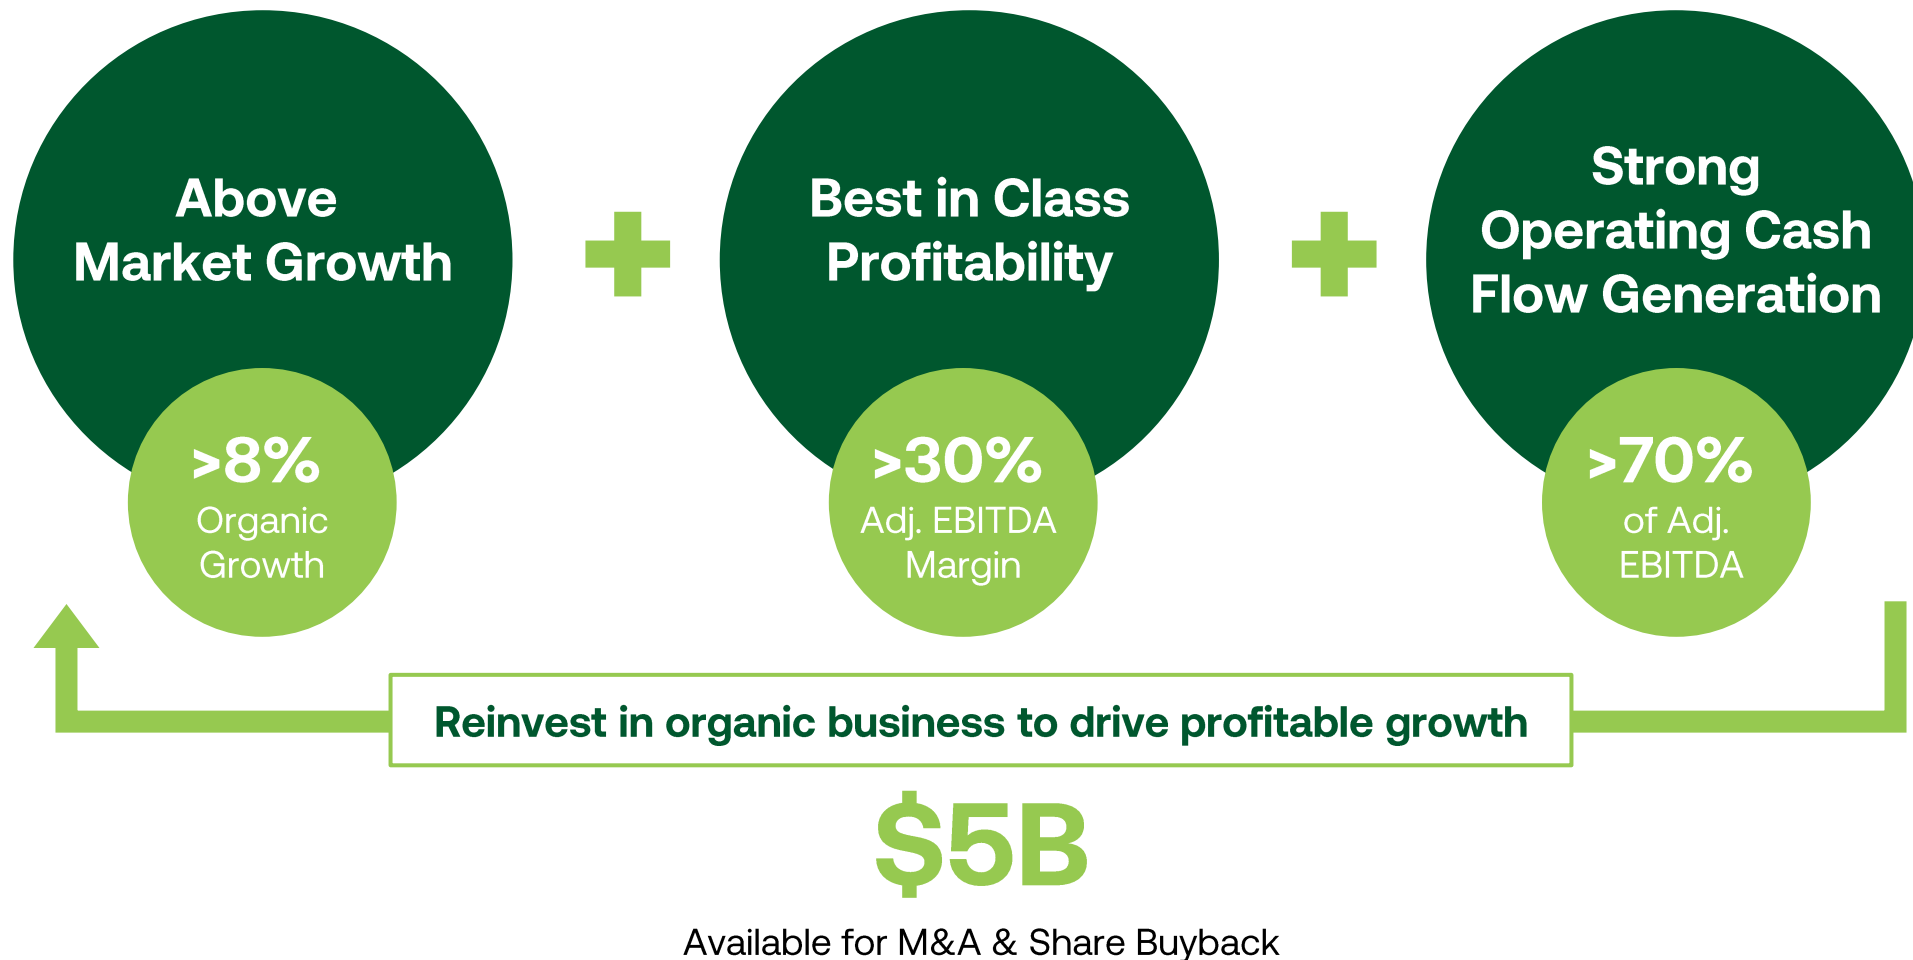 Above
Market Growth
>8%
Organic
Growth
Best in Class
Profitability
>30%
Adj. EBITDA
Margin
Strong
Operating Cash
Flow Generation
>70%
of Adj.
EBITDA
Reinvest in organic business to drive profitable growth
$5B
Available for M&A & Share Buyback